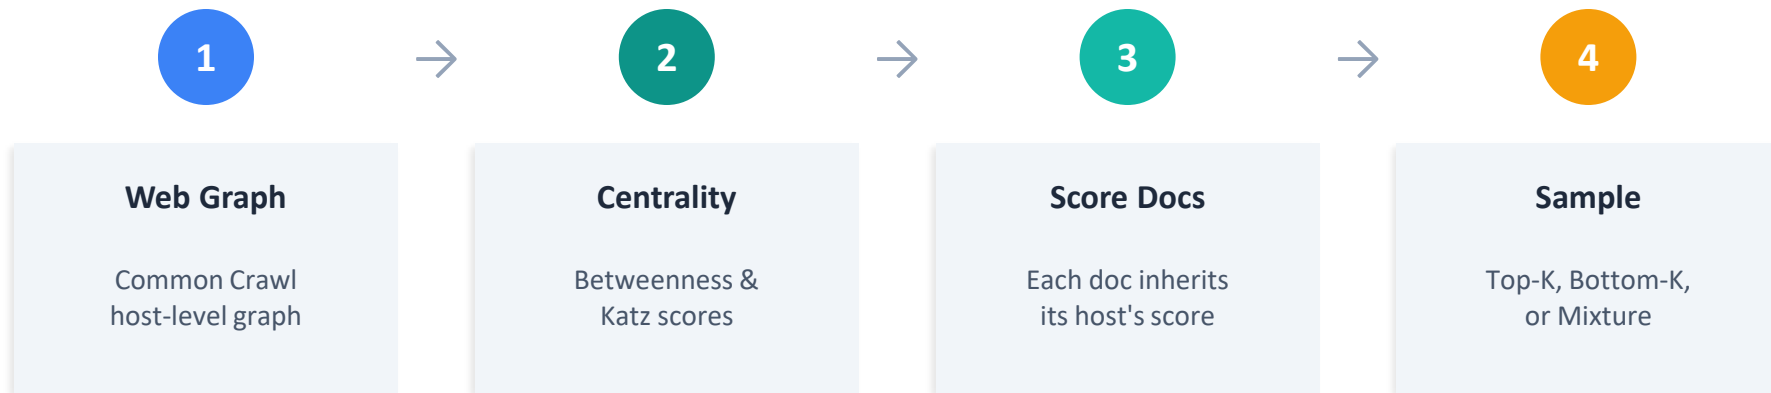 1
2
3
4
Web Graph
Common Crawl
host-level graph
Centrality
Betweenness &
Katz scores
Score Docs
Each doc inherits
its host's score
Sample
Top-K, Bottom-K,
or Mixture